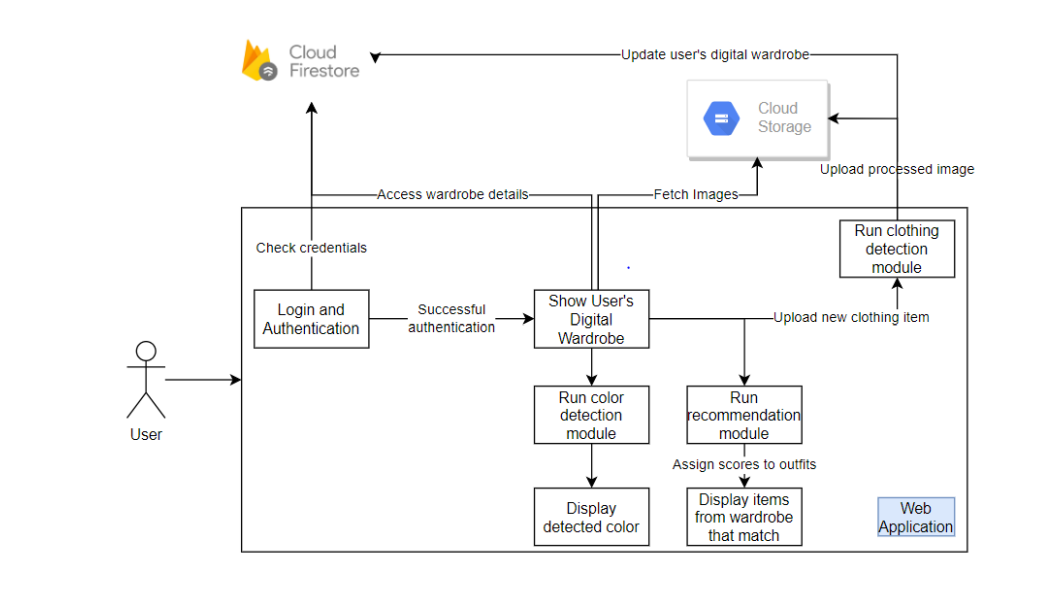 Cloud
Firestore
Update user's digital wardrobe
Cloud
Storage
Upload processed image
Access wardrobe details
Fetch Images
Check credentials
Run clothing
detection
module
Login and
Authentication
Successful
authentication
Show User's
Digital
Wardrobe
Upload new clothing item
User
Run color
detection
module
Run
recommendation
module
Assign scores to outfits
Display
detected color
Display items
from wardrobe
that match
Web
Application